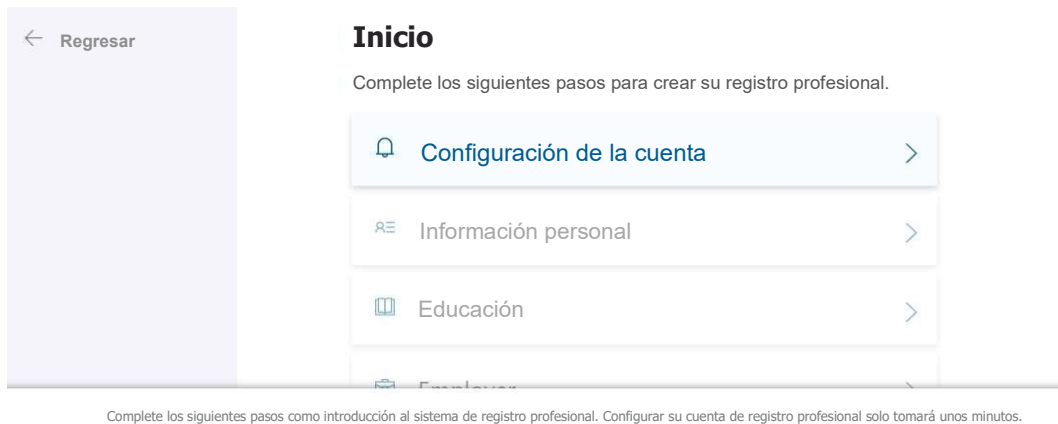 Regresar
Inicio
Complete los siguientes pasos para crear su registro profesional.
Configuración de la cuenta
Información personal
Educación
Employer
Complete los siguientes pasos como introducción al sistema de registro profesional. Configurar su cuenta de registro profesional solo tomará unos minutos.